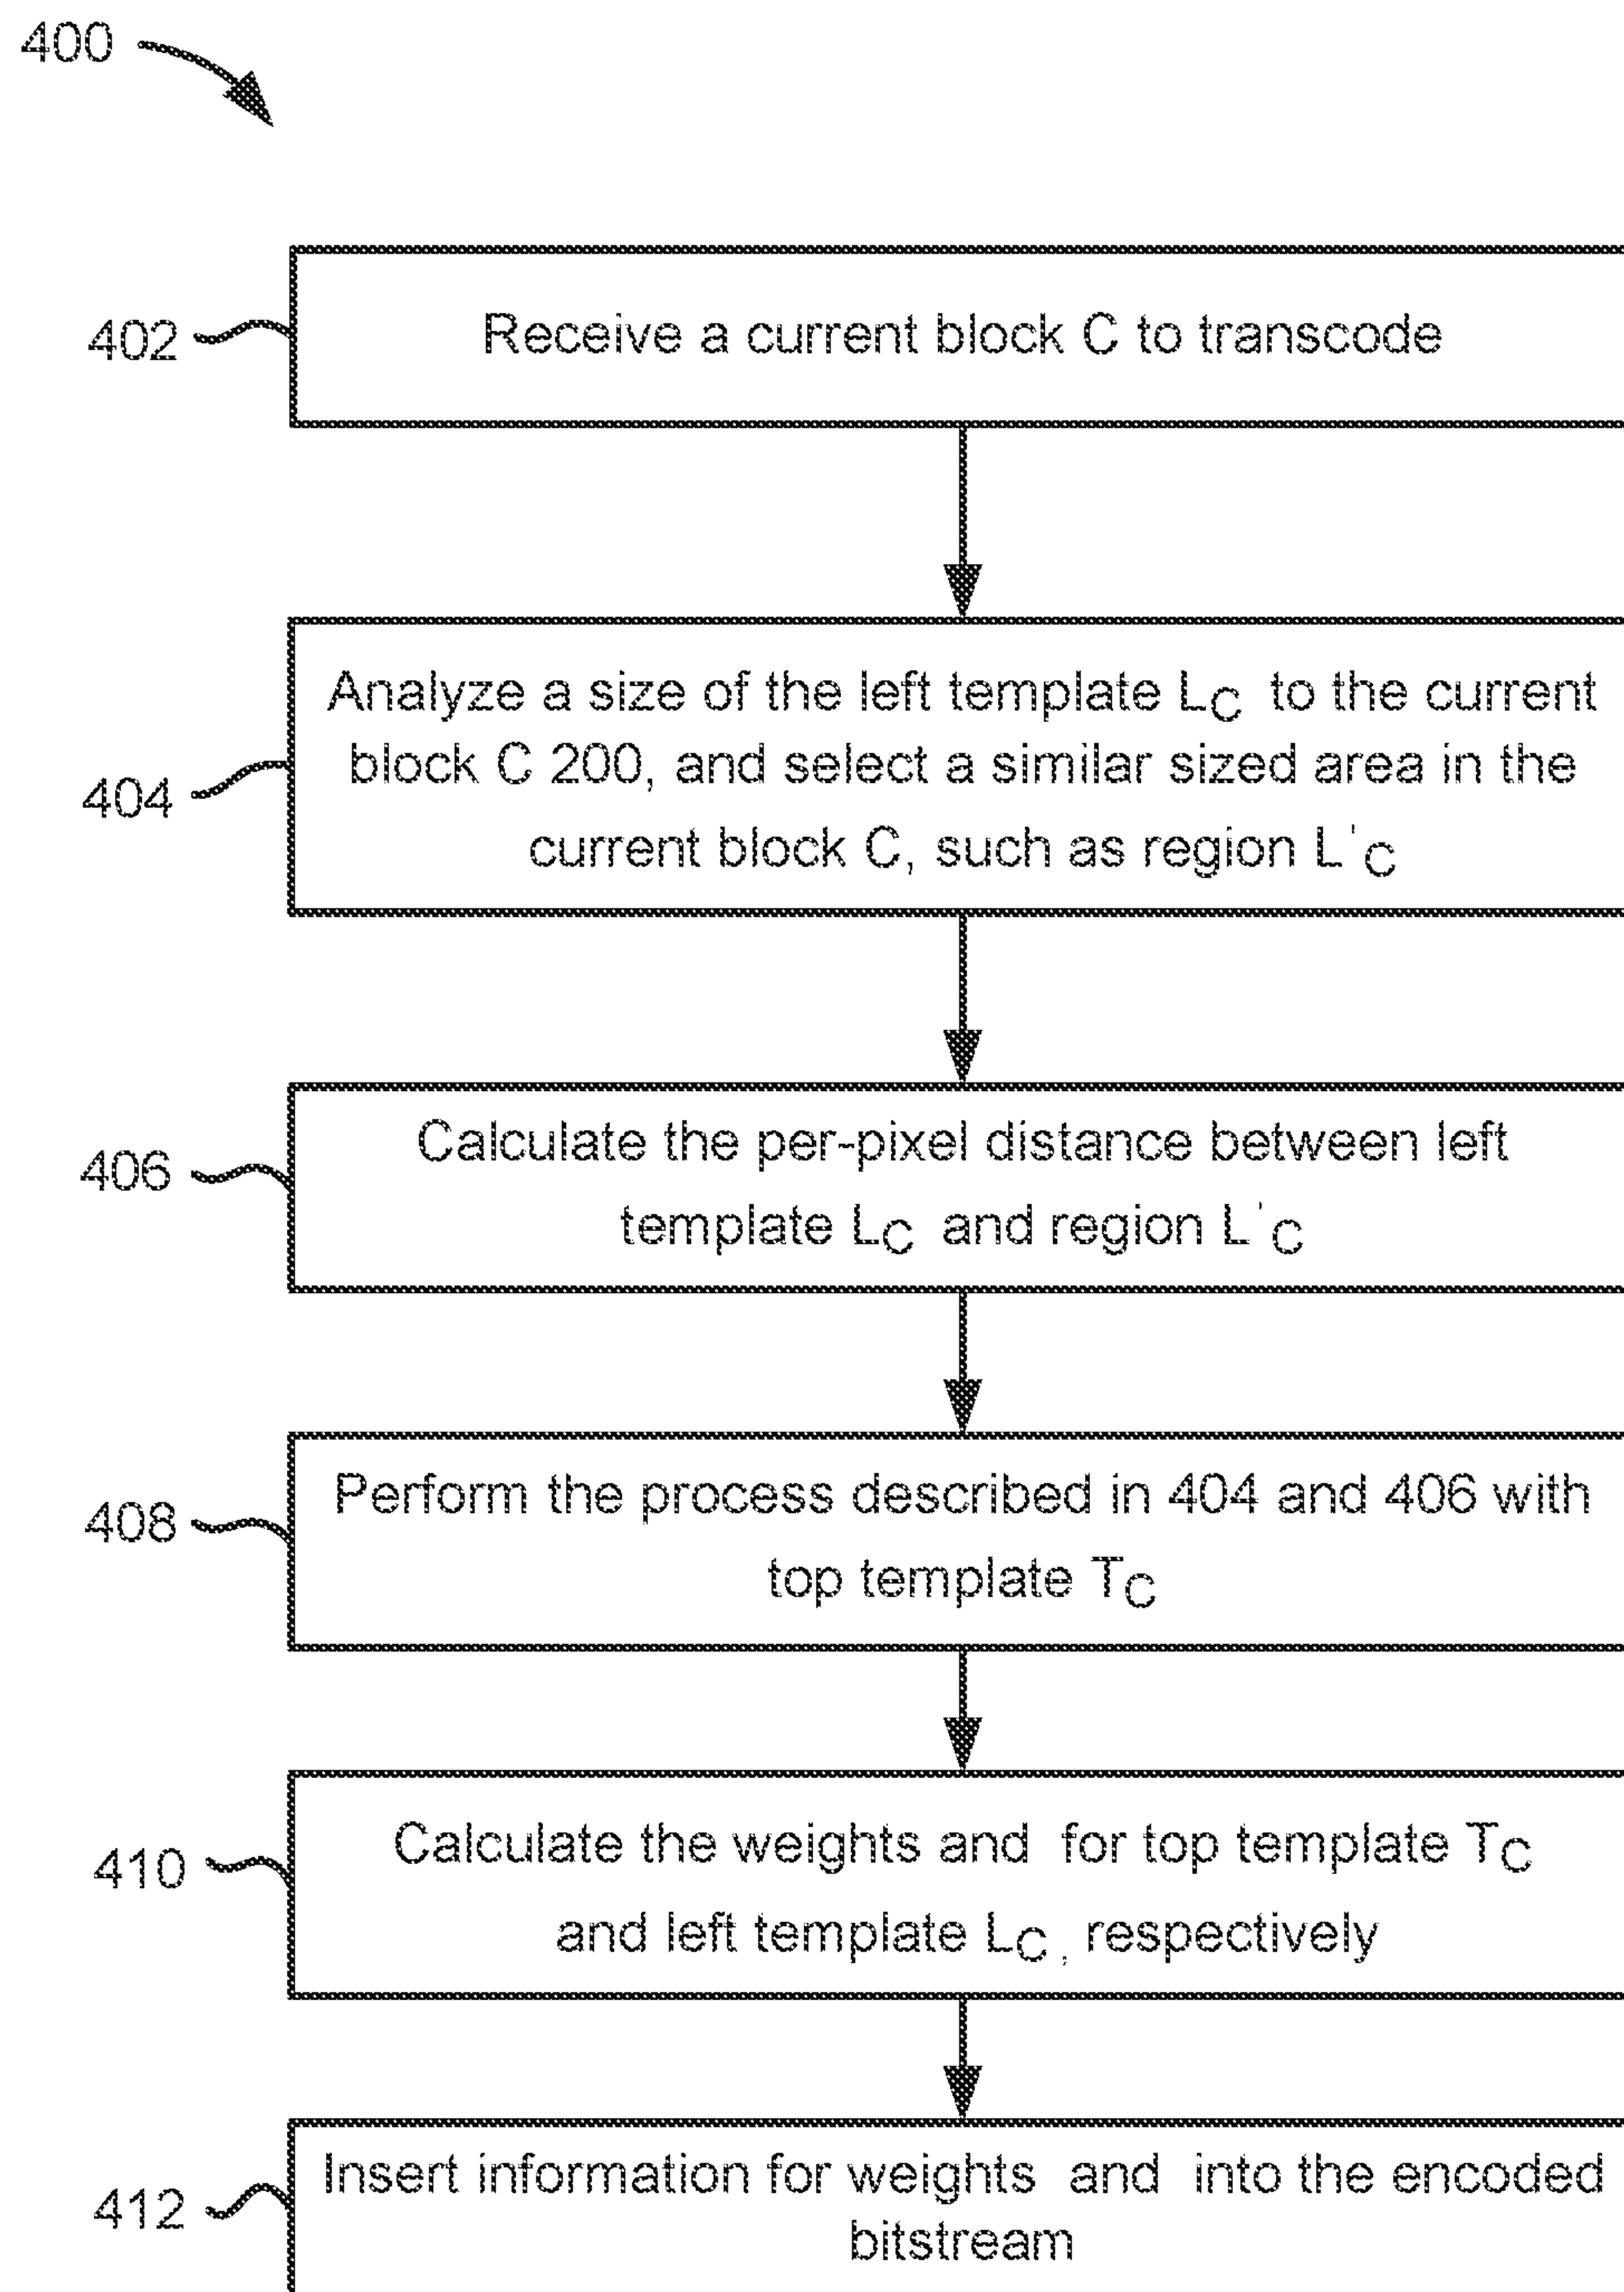 400
402
Receive a current block C to transcode
404
Analyze a size of the left template LC to the current
block C 200, and select a similar sized area in the
current block C, such as region L'C
406
Calculate the per-pixel distance between left
template LC and region L'C
408
Perform the process described in 404 and 406 with
top template TC
410
Calculate the weights and for top template TC
and left template LC, respectively
412
Insert information for weights and into the encoded
bitstream